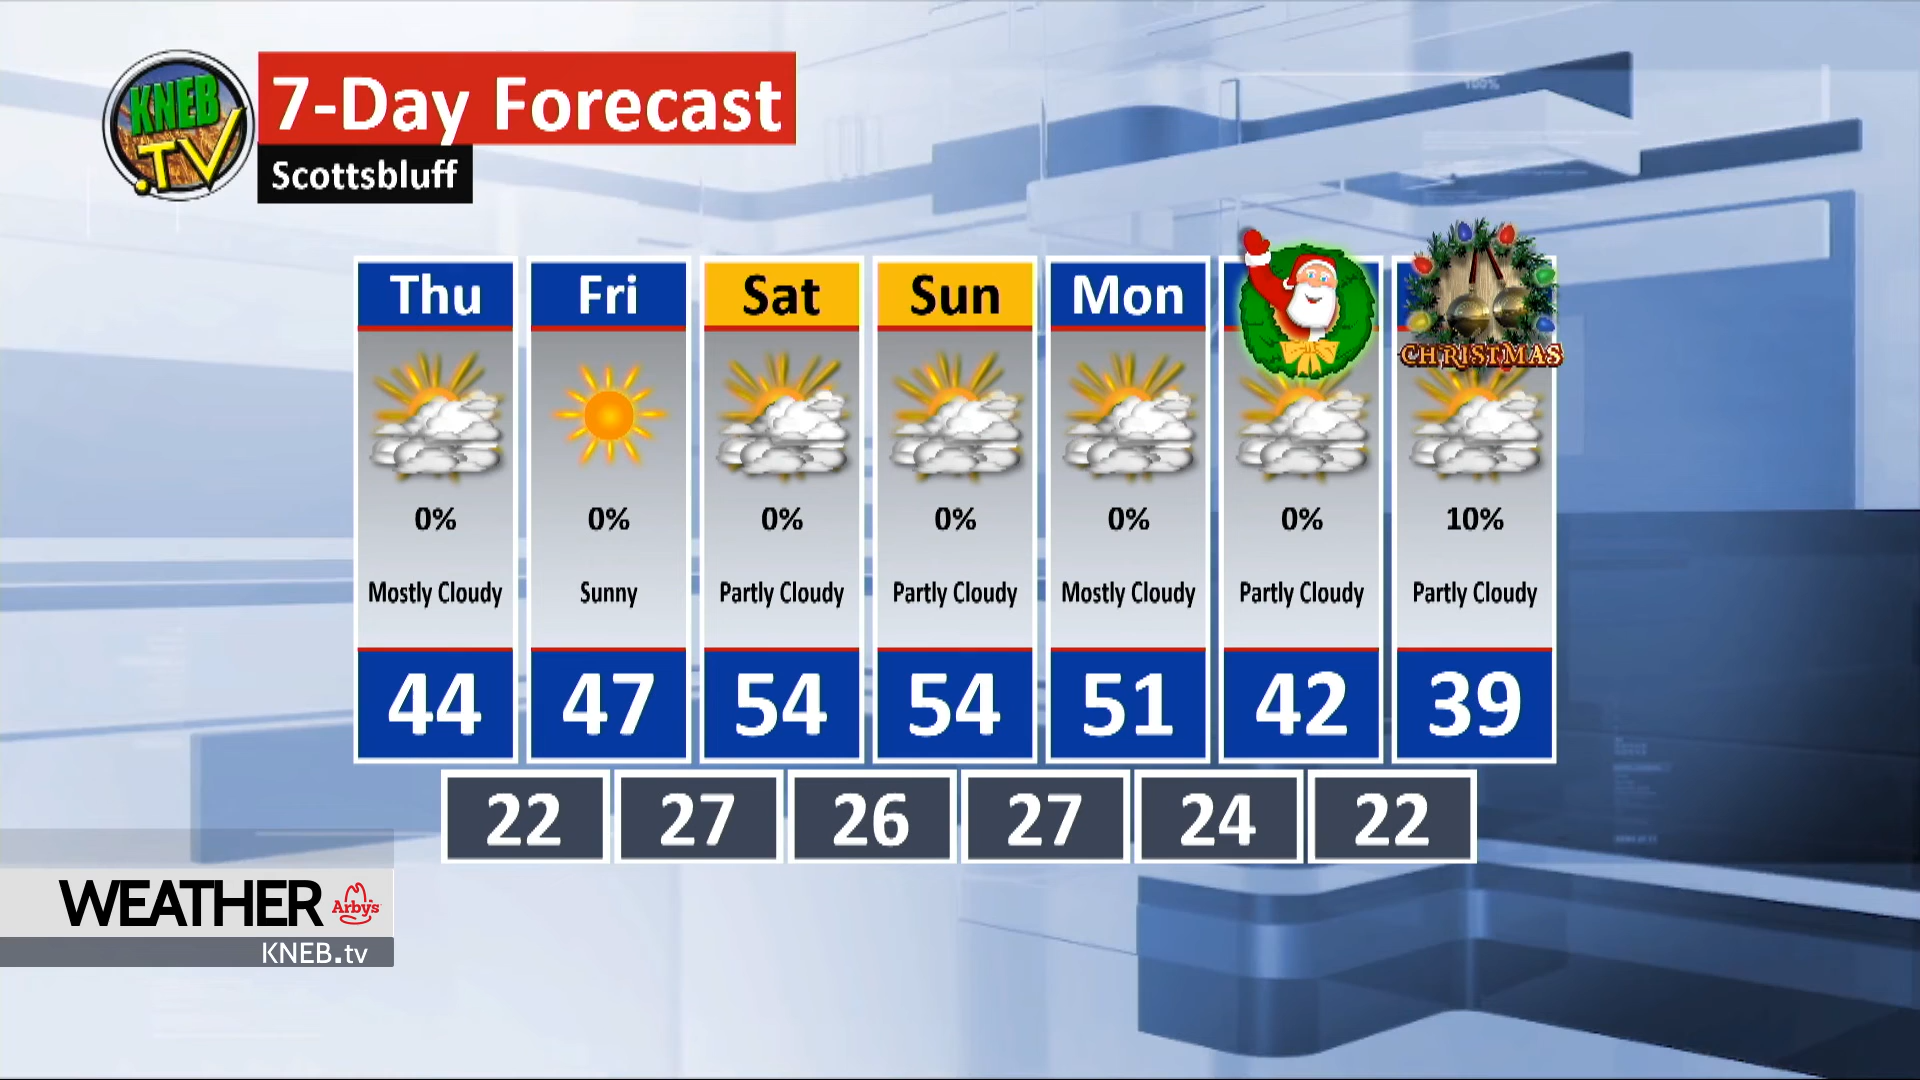 KNEB
.TV
7-Day Forecast
Scottsbluff
100%
Thu Fri Sat Sun Mon
CHRISTMAS
0% 0% 0% 0% 0% 0% 10%
Mostly Cloudy Sunny Partly Cloudy Partly Cloudy Mostly Cloudy Partly Cloudy Partly Cloudy
44 47 54 54 51 42 39
22 27 26 27 24 22
WEATHER Arby's
KNEB.tv